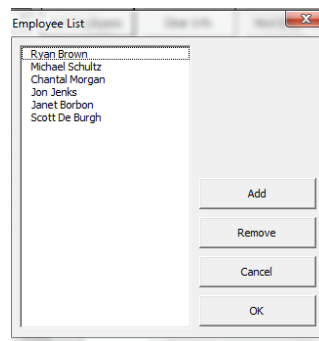 Employee List
Ryan Brown
Michael Schultz
Chantal Morgan
Jon Jenks
Janet Borbon
Scott De Burgh
Add
Remove
Cancel
OK